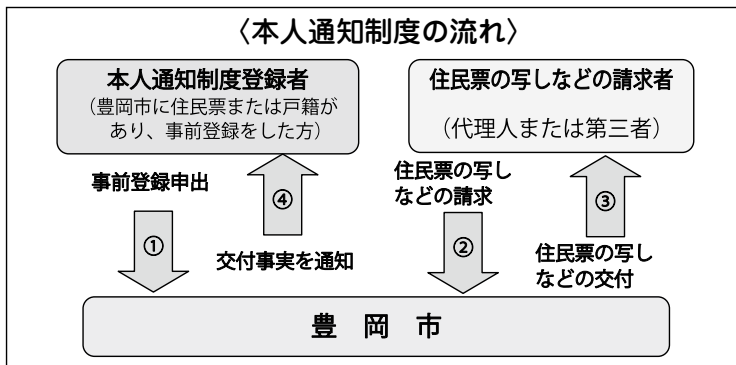 〈本人通知制度の流れ〉
本人通知制度登録者
（豊岡市に住民票または戸籍が
あり、事前登録をした方）
住民票の写しなどの請求者
（代理人または第三者）
事前登録申出
①
④
交付事実を通知
住民票の写し
などの請求
②
③
住民票の写し
などの交付
豊岡市